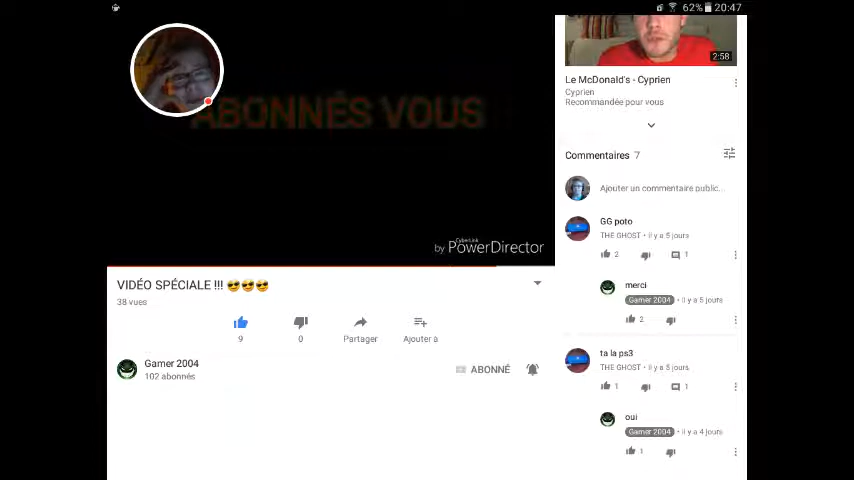 62% 20:47
ABONNÉS VOUS
by CyberLink PowerDirector
VIDÉO SPÉCIALE !!! 😎😎😎
38 vues
9
0
Partager
Ajouter à
Gamer 2004
102 abonnés
ABONNÉ
2:58
Le McDonald's - Cyprien
Cyprien
Recommandée pour vous
Commentaires 7
Ajouter un commentaire public...
GG poto
THE GHOST • il y a 5 jours
2 1
merci
Gamer 2004 • il y a 5 jours
2
ta la ps3
THE GHOST • il y a 5 jours
1 1
oui
Gamer 2004 • il y a 4 jours
1